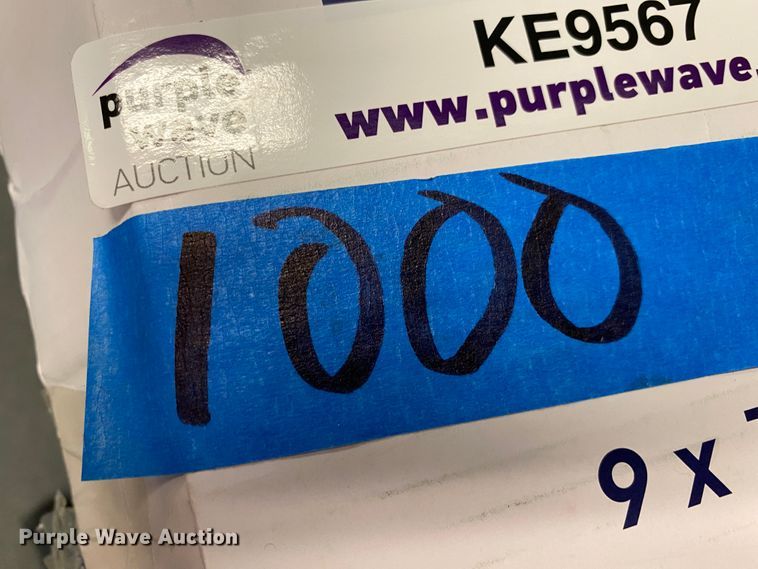 KE9567
purple
wave
AUCTION
www.purplewave.
1000
9 x
Purple Wave Auction